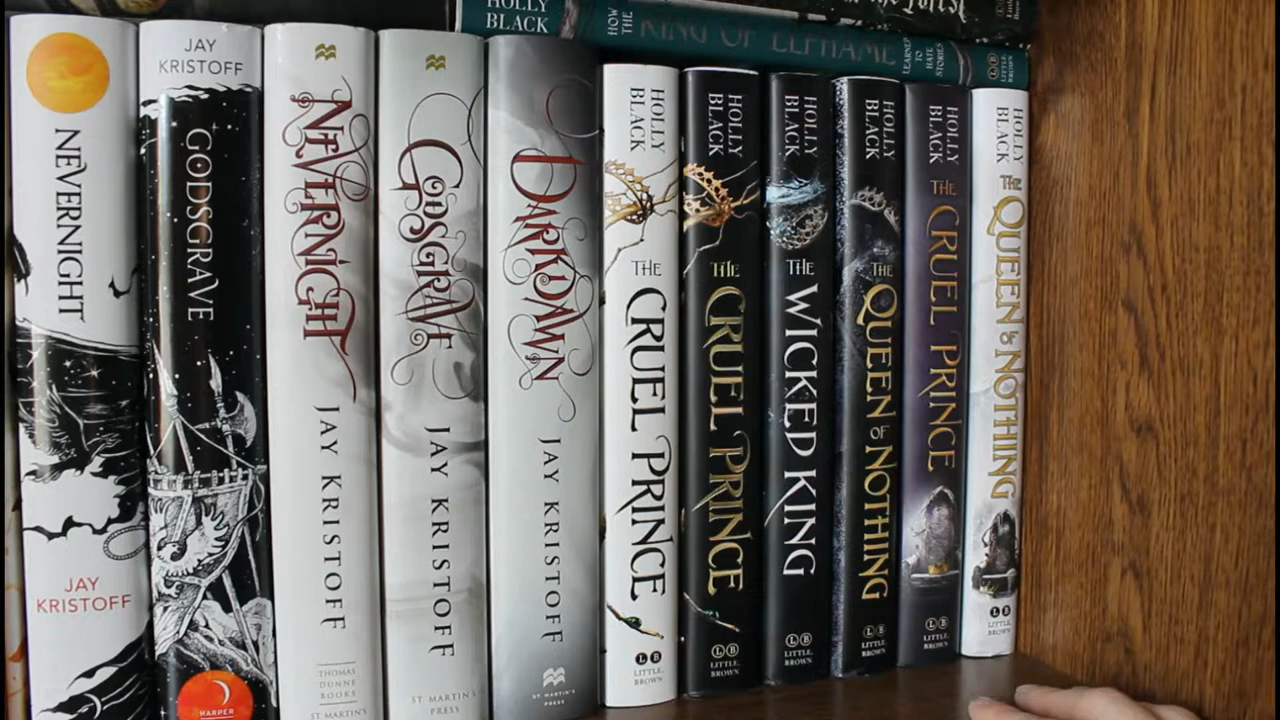 NEVERNIGHT
JAY
KRISTOFF
JAY
KRISTOFF
GODSGRAVE
HARPER
NEVERNIGHT
JAY KRISTOFF
THOMAS
DUNNE
BOOKS
ST. MARTIN'S
GODSGRAVE
JAY KRISTOFF
ST. MARTIN'S
PRESS
DARKDAWN
JAY KRISTOFF
ST. MARTIN'S
PRESS
HOLLY
BLACK
HOW
THE
KING OF ELFHAME
LEARNED
TO
HATE
STORIES
LB
LITTLE,
BROWN
HOLLY
BLACK
THE
CRUEL PRINCE
LB
LITTLE,
BROWN
HOLLY
BLACK
THE
CRUEL PRINCE
LB
LITTLE,
BROWN
HOLLY
BLACK
THE
WICKED KING
LB
LITTLE,
BROWN
HOLLY
BLACK
THE
QUEEN OF NOTHING
LB
LITTLE,
BROWN
HOLLY
BLACK
THE
CRUEL PRINCE
LB
LITTLE,
BROWN
HOLLY
BLACK
THE
QUEEN OF NOTHING
LB
LITTLE,
BROWN